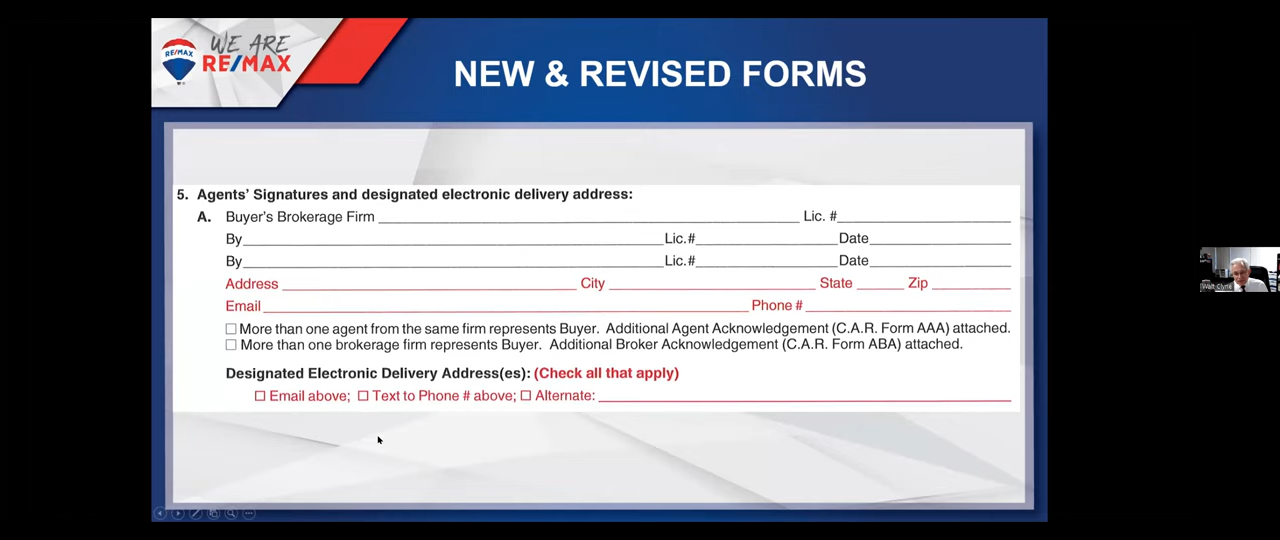 WE ARE
RE/MAX
RE/MAX
NEW & REVISED FORMS
5. Agents' Signatures and designated electronic delivery address:
A. Buyer's Brokerage Firm Lic. #
By Lic.# Date
By Lic.# Date
Address City State Zip
Email Phone #
More than one agent from the same firm represents Buyer. Additional Agent Acknowledgement (C.A.R. Form AAA) attached.
More than one brokerage firm represents Buyer. Additional Broker Acknowledgement (C.A.R. Form ABA) attached.
Designated Electronic Delivery Address(es): (Check all that apply)
Email above; Text to Phone # above; Alternate:
Walt Clyne